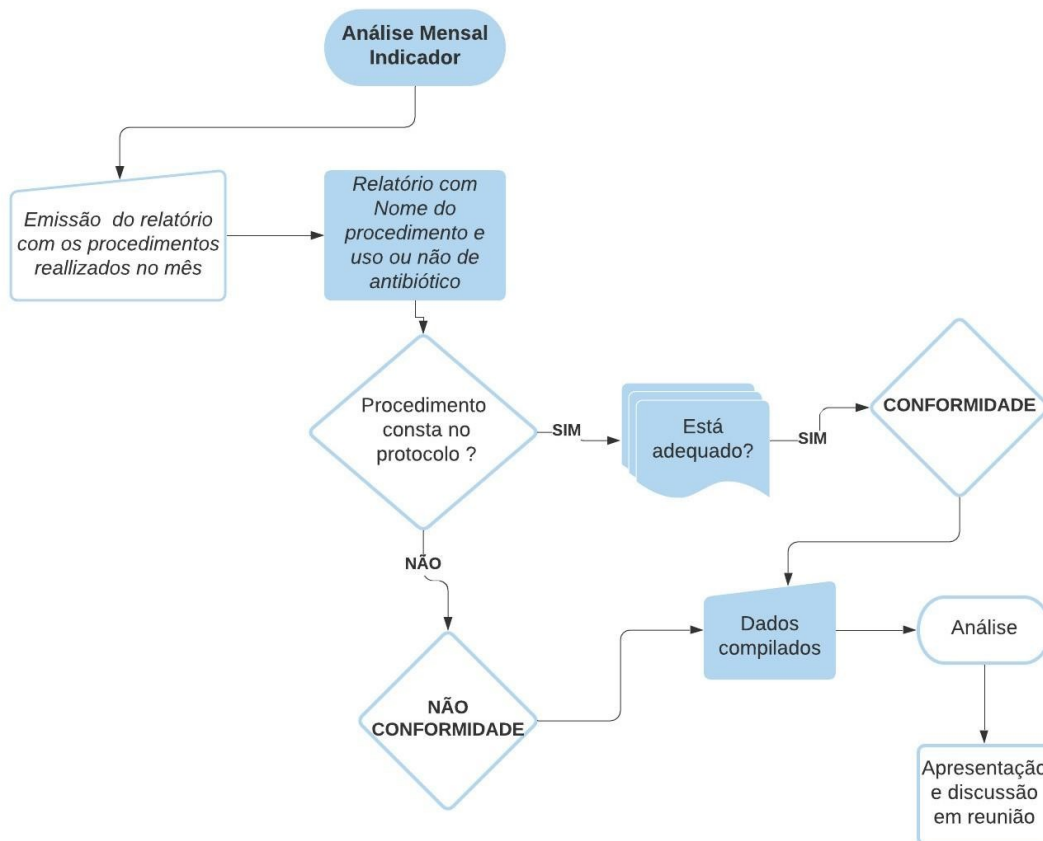 Análise Mensal
Indicador
Emissão do relatório
com os procedimentos
reallizados no mês
Relatório com
Nome do
procedimento e
uso ou não de
antibiótico
Procedimento
consta no
protocolo ?
SIM
Está
adequado?
SIM
CONFORMIDADE
NÃO
NÃO
CONFORMIDADE
Dados
compilados
Análise
Apresentação
e discussão
em reunião